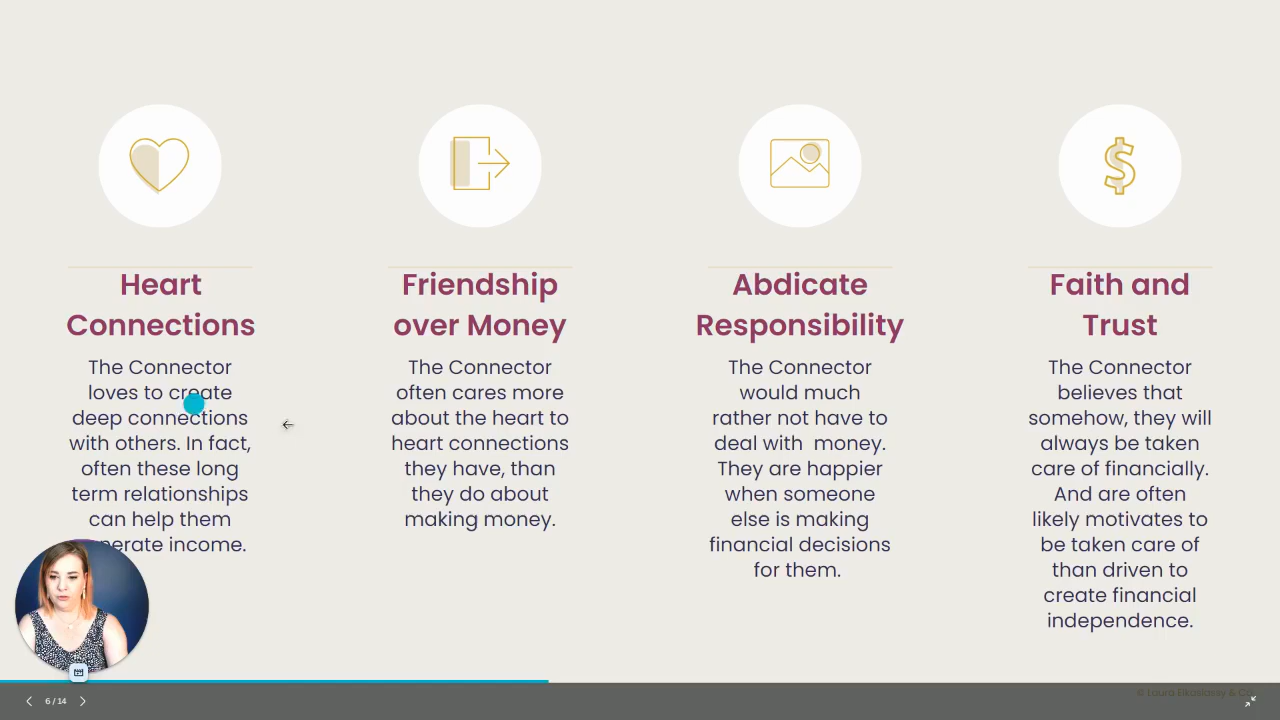 Heart
Connections
The Connector
loves to create
deep connections
with others. In fact,
often these long
term relationships
can help them
nerate income.
Friendship
over Money
The Connector
often cares more
about the heart to
heart connections
they have, than
they do about
making money.
Abdicate
Responsibility
The Connector
would much
rather not have to
deal with  money.
They are happier
when someone
else is making
financial decisions
for them.
Faith and
Trust
The Connector
believes that
somehow, they will
always be taken
care of financially.
And are often
likely motivates to
be taken care of
than driven to
create financial
independence.
6 / 14
© Laura Elkaslassy & Co